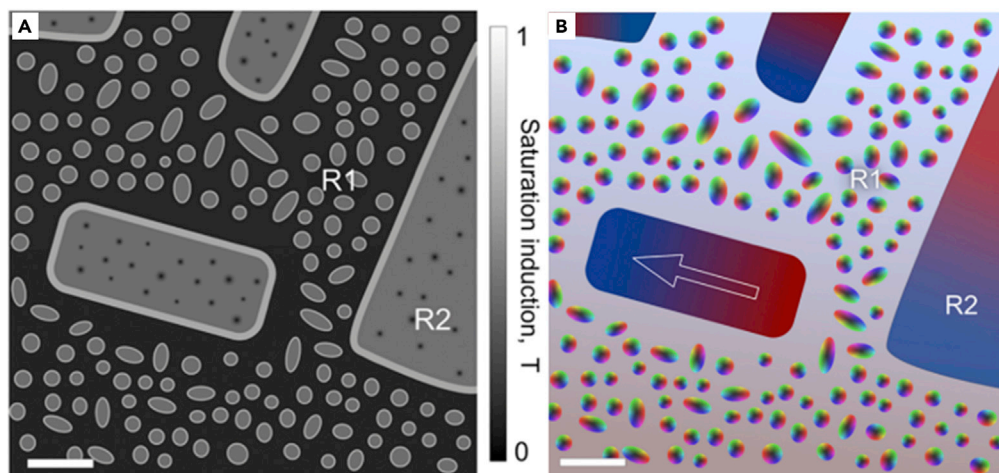 A
R1
R2
1
Saturation induction, T
0
B
R1
R2